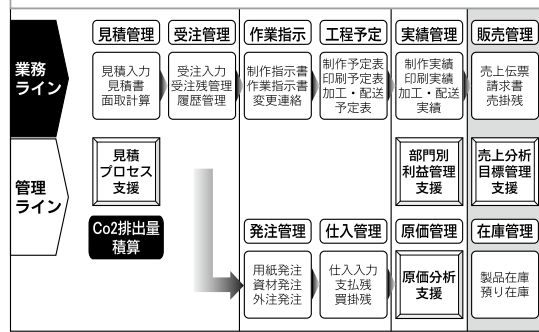 見積管理
受注管理
作業指示
工程予定
実績管理
販売管理
業務
ライン
見積入力
見積書
面取計算
受注入力
受注残管理
履歴管理
制作指示書
作業指示書
変更連絡
制作予定表
印刷予定表
加工・配送
予定表
制作実績
印刷実績
加工・配送
実績
売上伝票
請求書
売掛残
管理
ライン
見積
プロセス
支援
部門別
利益管理
支援
売上分析
目標管理
支援
Co2排出量
積算
発注管理
仕入管理
原価管理
在庫管理
用紙発注
資材発注
外注発注
仕入入力
支払残
買掛残
原価分析
支援
製品在庫
預り在庫